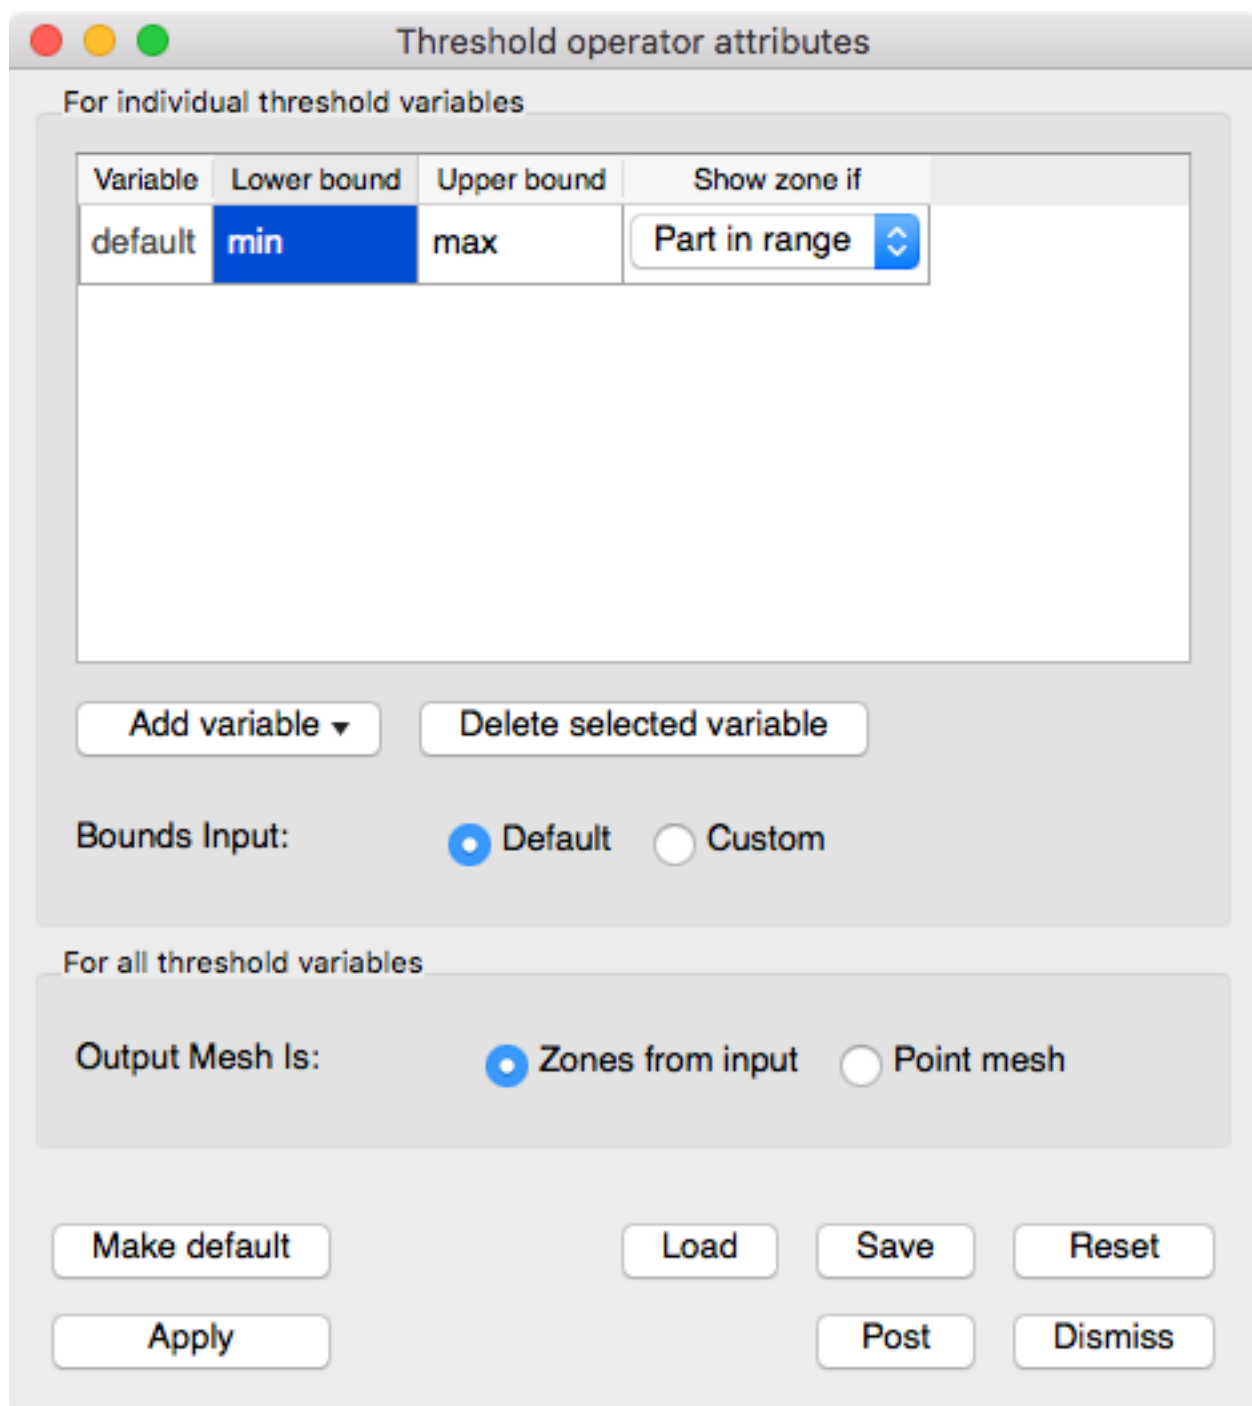 Threshold operator attributes
For individual threshold variables
Variable Lower bound Upper bound Show zone if
default min max Part in range
Add variable Delete selected variable
Bounds Input: Default Custom
For all threshold variables
Output Mesh Is: Zones from input Point mesh
Make default Load Save Reset
Apply Post Dismiss